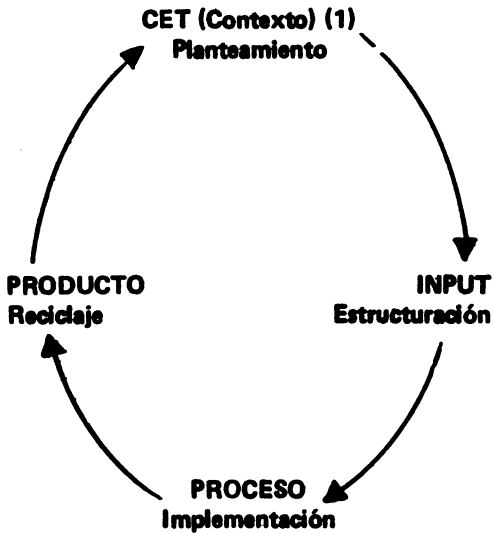 CET (Contexto) (1)
Planteamiento
PRODUCTO
Reciclaje
INPUT
Estructuración
PROCESO
Implementación